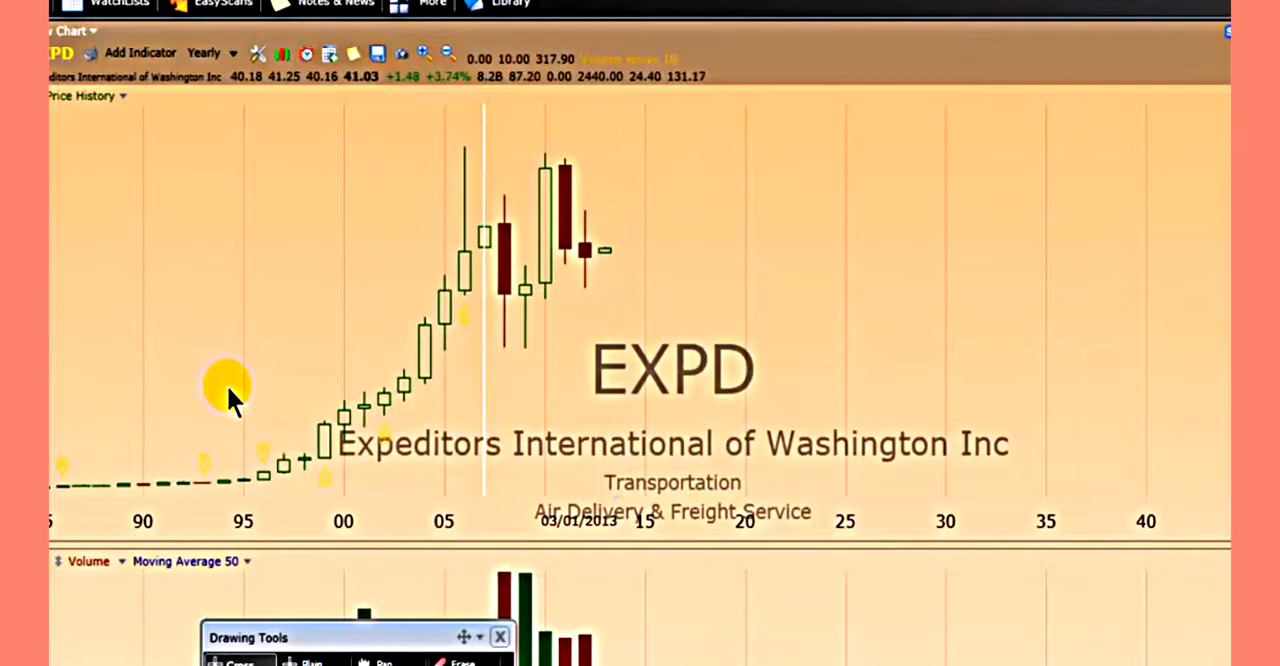 WatchLists EasyScans Notes & News More Library
Chart
Add Indicator Yearly 0.00 10.00 317.90
International of Washington Inc 40.18 41.25 40.16 41.03 +1.48 +3.74% 8.2B 87.20 0.00 2440.00 24.40 131.17
Price History
EXPD
Expeditors International of Washington Inc
Transportation
Air Delivery & Freight Service
90 95 00 05 03/01/2013 15 20 25 30 35 40
Volume Moving Average 50
Drawing Tools X
Cross Plain Pan Erase